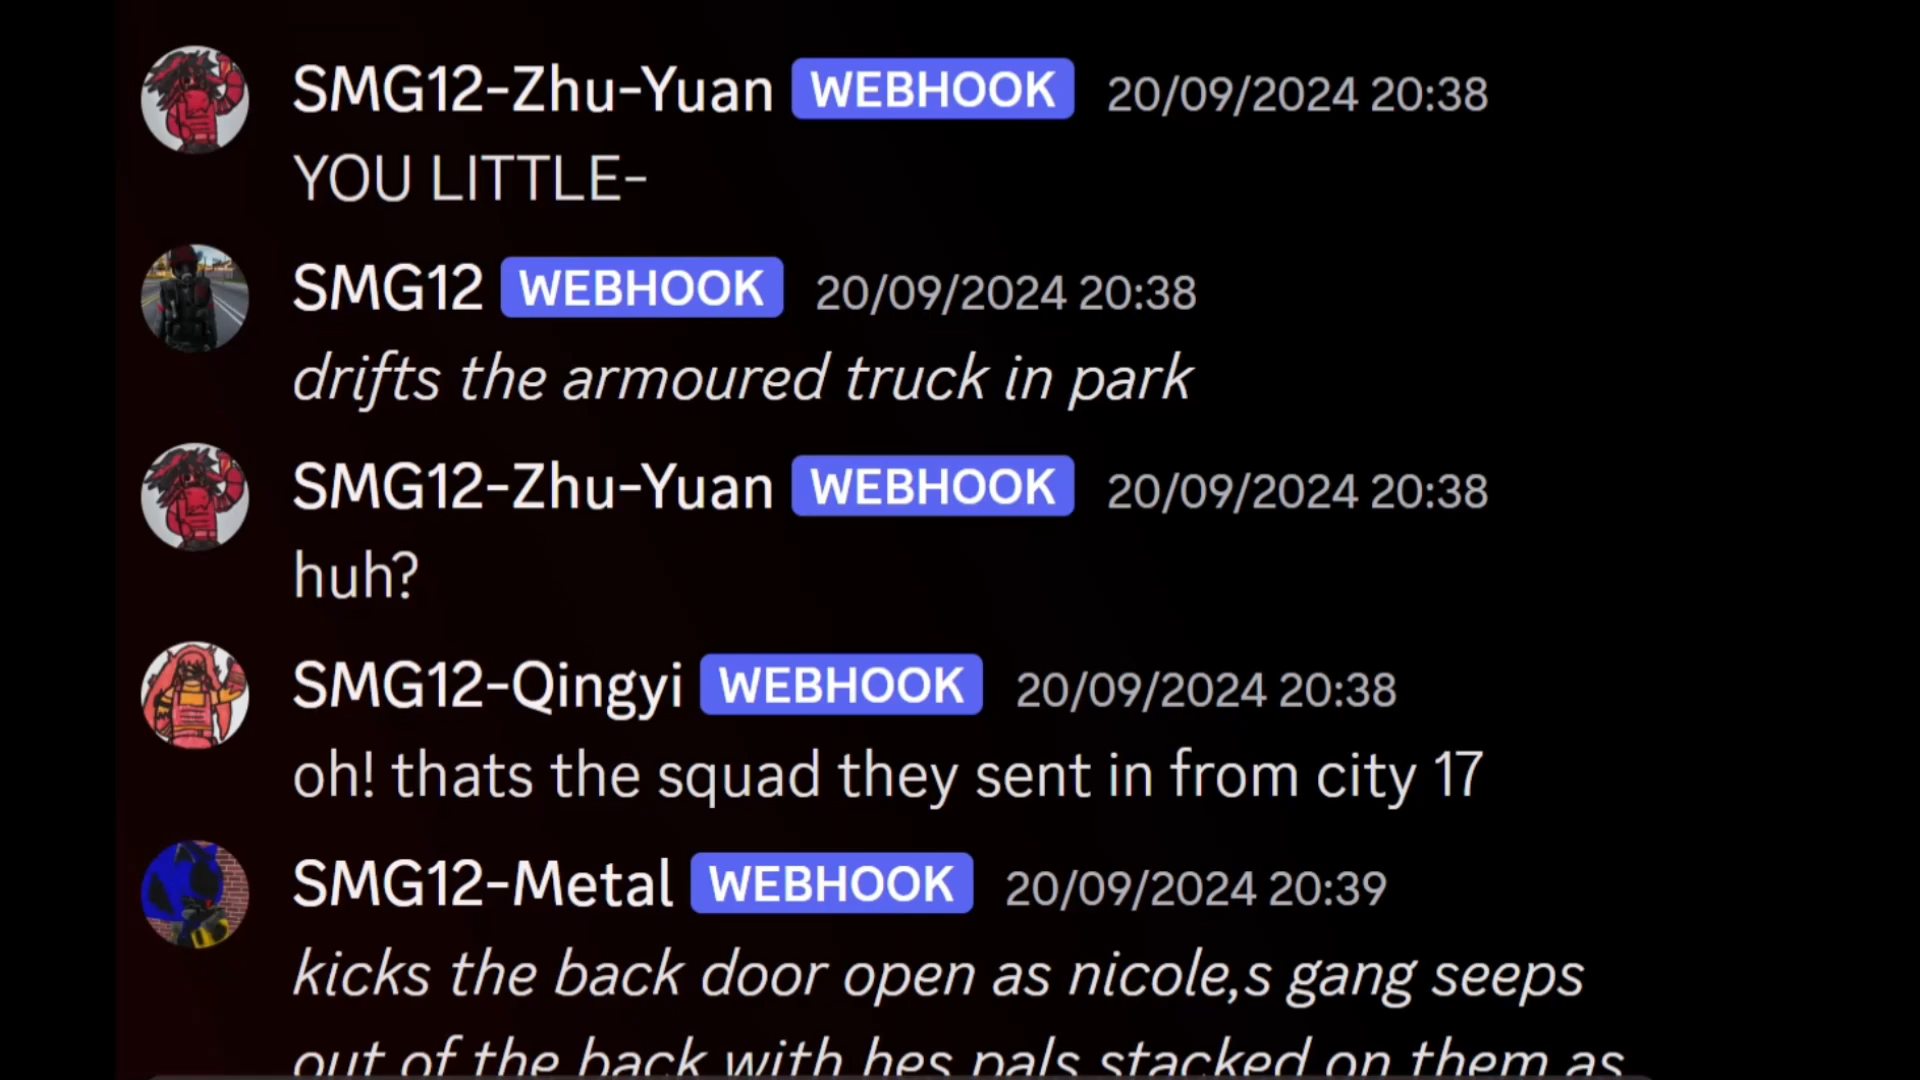 SMG12-Zhu-Yuan WEBHOOK 20/09/2024 20:38
YOU LITTLE-
SMG12 WEBHOOK 20/09/2024 20:38
drifts the armoured truck in park
SMG12-Zhu-Yuan WEBHOOK 20/09/2024 20:38
huh?
SMG12-Qingyi WEBHOOK 20/09/2024 20:38
oh! thats the squad they sent in from city 17
SMG12-Metal WEBHOOK 20/09/2024 20:39
kicks the back door open as nicole,s gang seeps
out of the back with hes pals stacked on them as